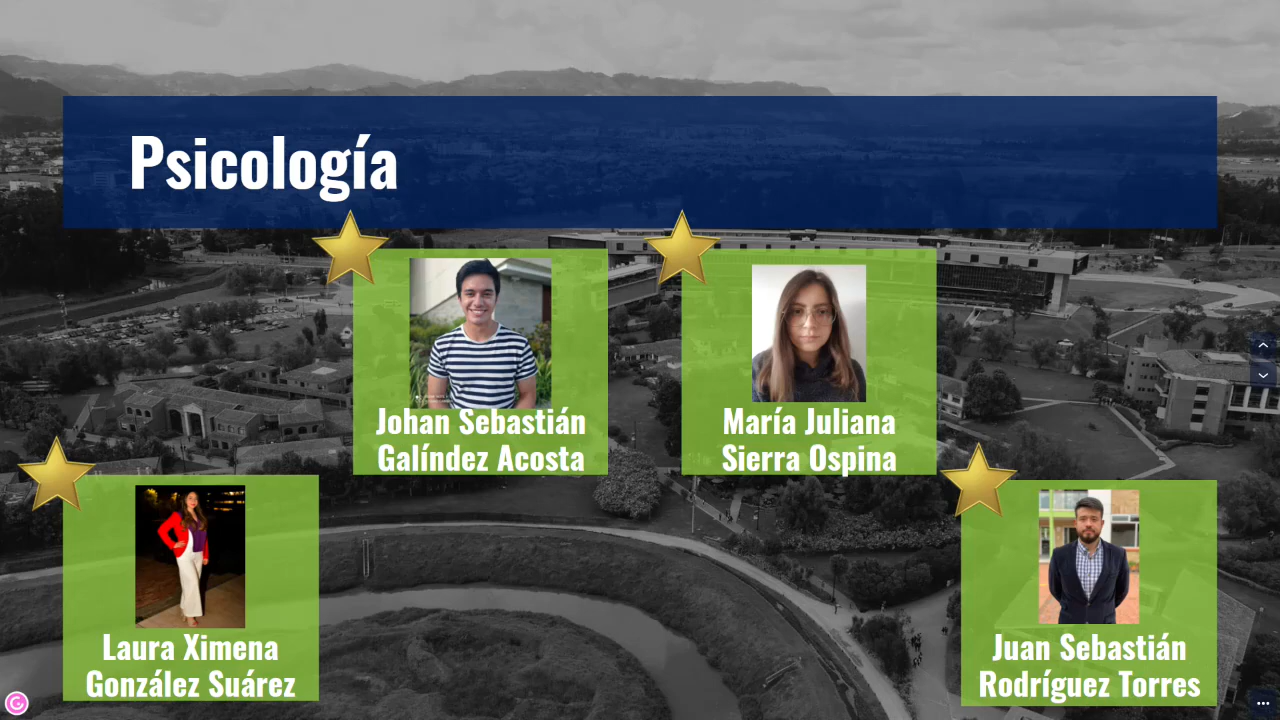 Psicología
Johan Sebastián
Galíndez Acosta
María Juliana
Sierra Ospina
Laura Ximena
González Suárez
Juan Sebastián
Rodríguez Torres